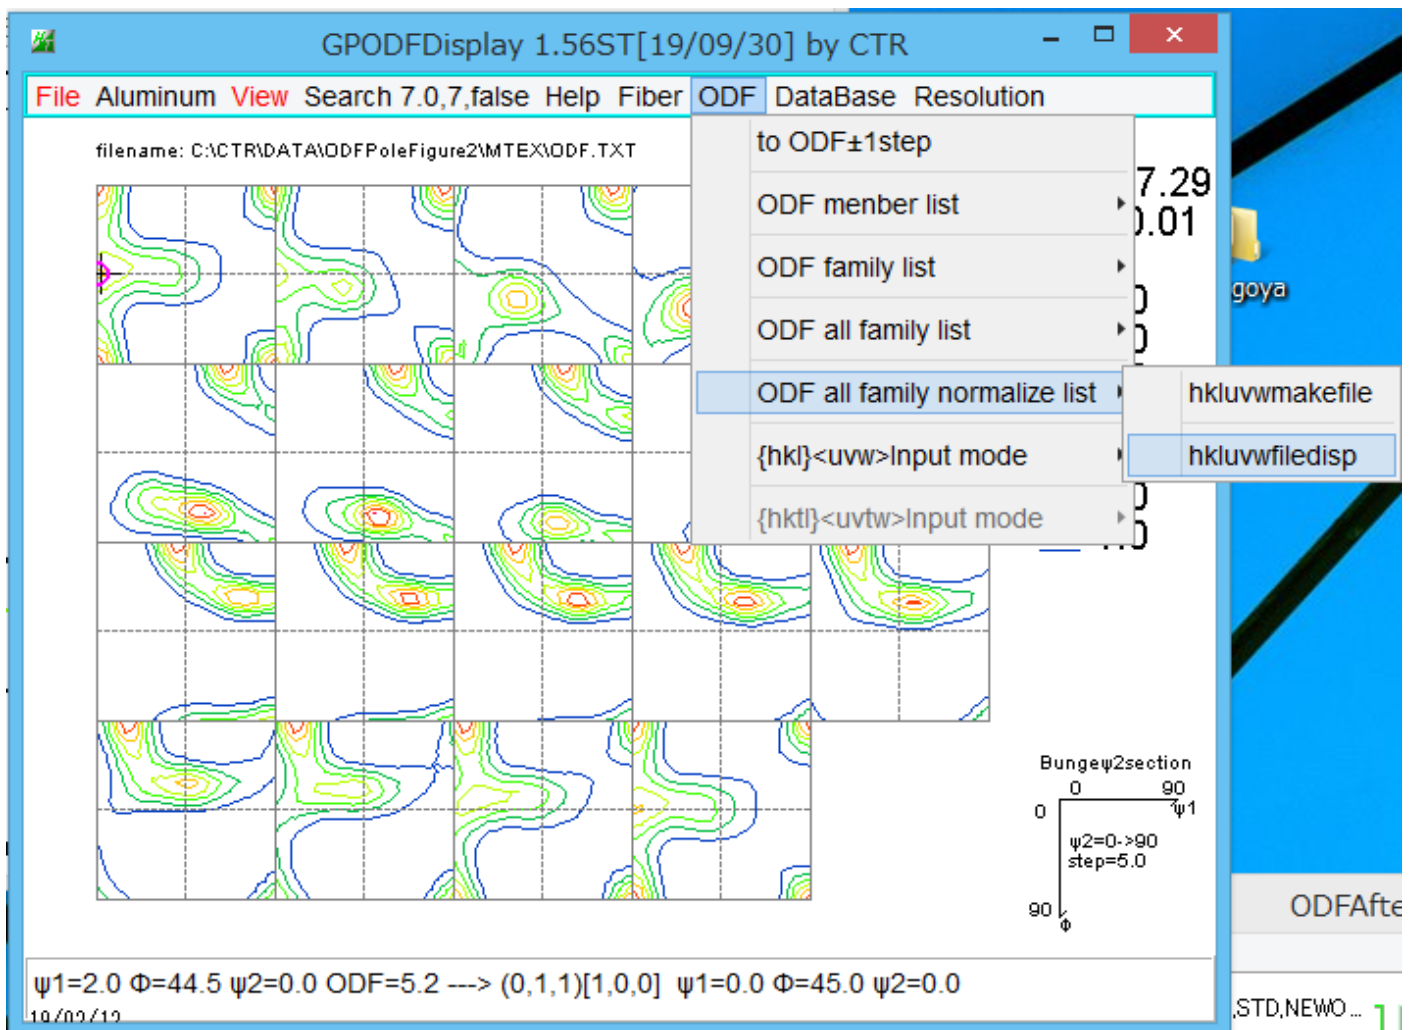 GPODFDisplay 1.56ST[19/09/30] by CTR
File Aluminum View Search 7.0,7,false Help Fiber ODF DataBase Resolution
filename: C:\CTR\DATA\ODFPoleFigure2\MTEX\ODF.TXT
to ODF±1step
7.29
ODF menber list
0.01
ODF family list
goya
ODF all family list
ODF all family normalize list
hkluvwmakefile
{hkl}<uvw>Input mode
hkluvwfiledisp
{hktl}<uvtw>Input mode
Bungeψ2section
0 90
0 ψ1
ψ2=0->90
step=5.0
90
Φ
ODFAfte
ψ1=2.0 Φ=44.5 ψ2=0.0 ODF=5.2 ---> (0,1,1)[1,0,0] ψ1=0.0 Φ=45.0 ψ2=0.0
,STD,NEWO...